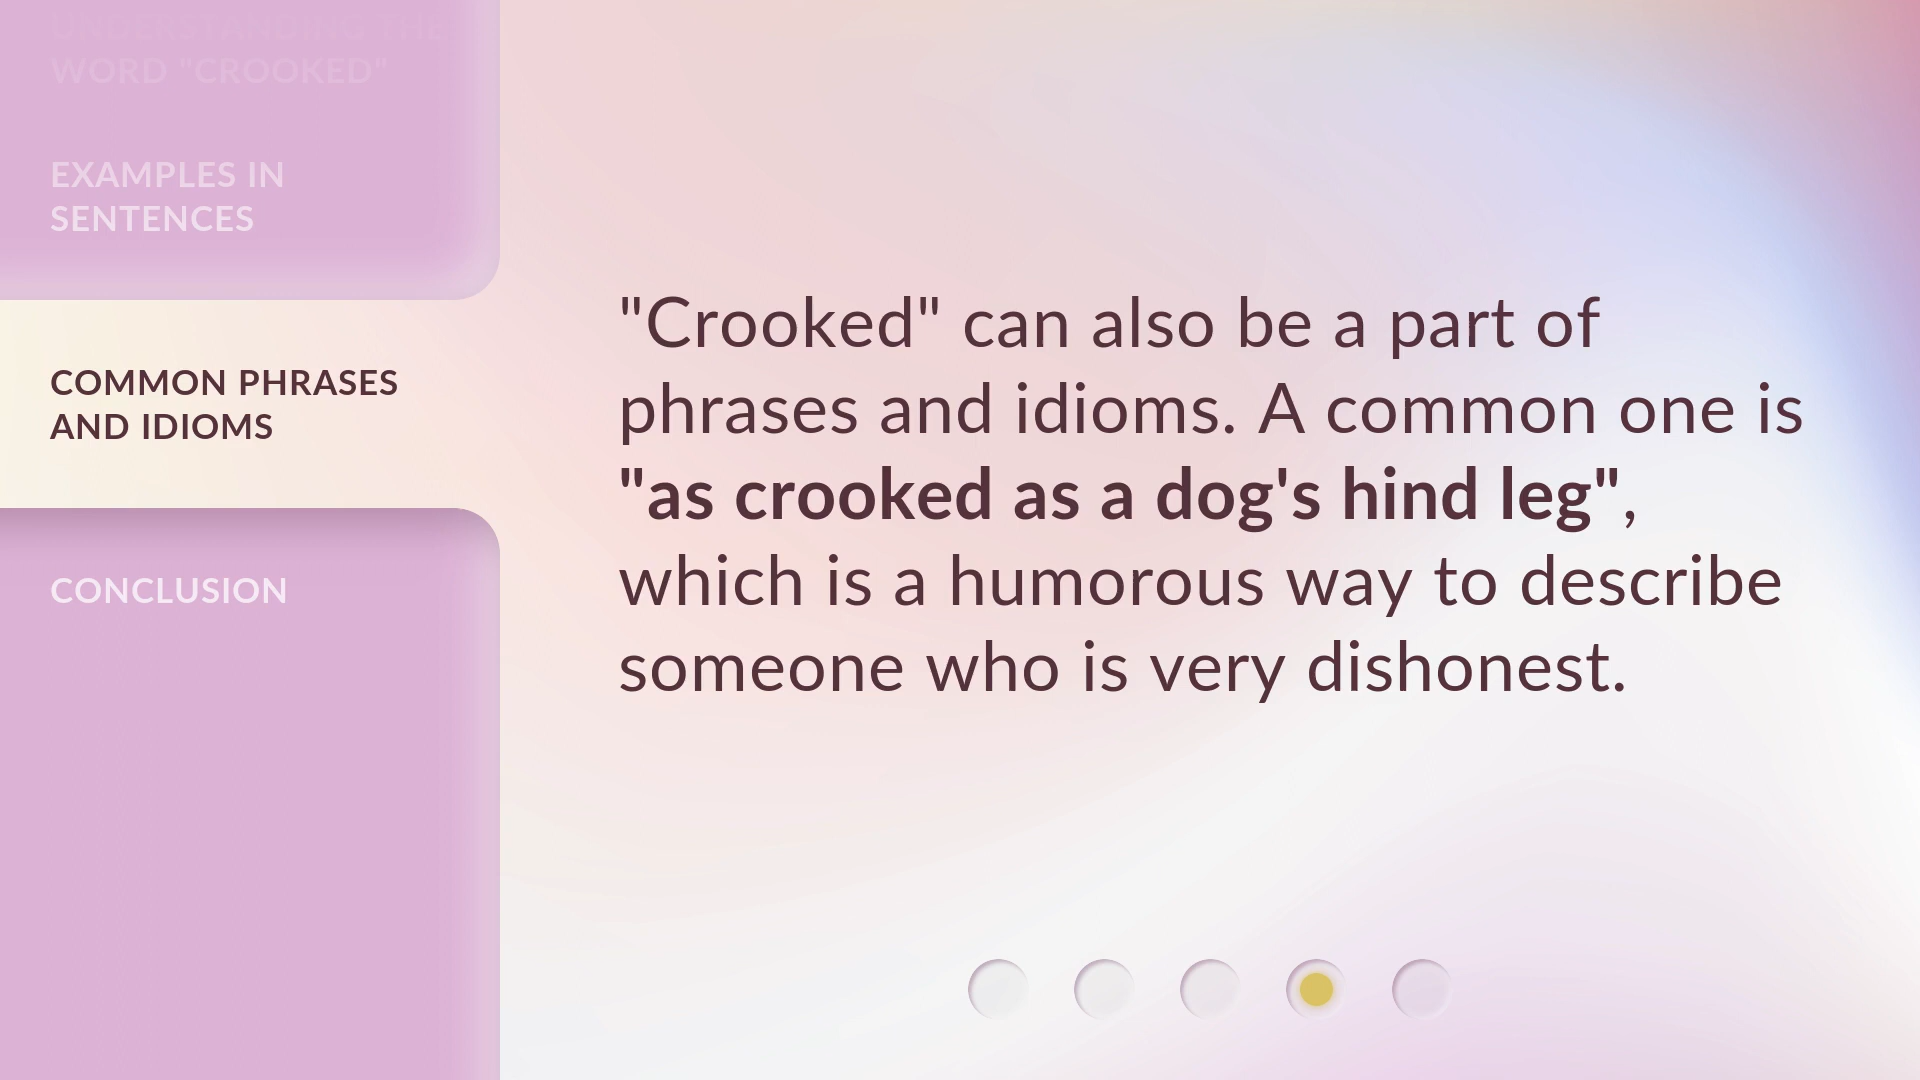 UNDERSTANDING THE
WORD "CROOKED"
EXAMPLES IN
SENTENCES
COMMON PHRASES
AND IDIOMS
CONCLUSION
"Crooked" can also be a part of
phrases and idioms. A common one is
"as crooked as a dog's hind leg",
which is a humorous way to describe
someone who is very dishonest.